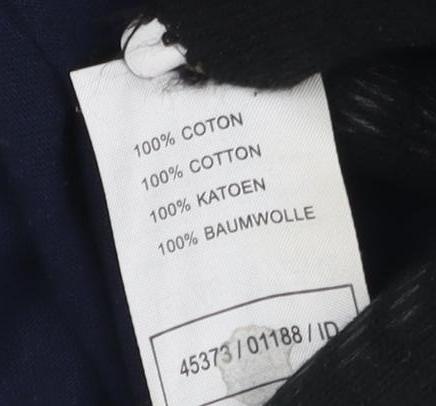 100% COTON
100% COTTON
100% KATOEN
100% BAUMWOLLE
45373 / 01188 / ID